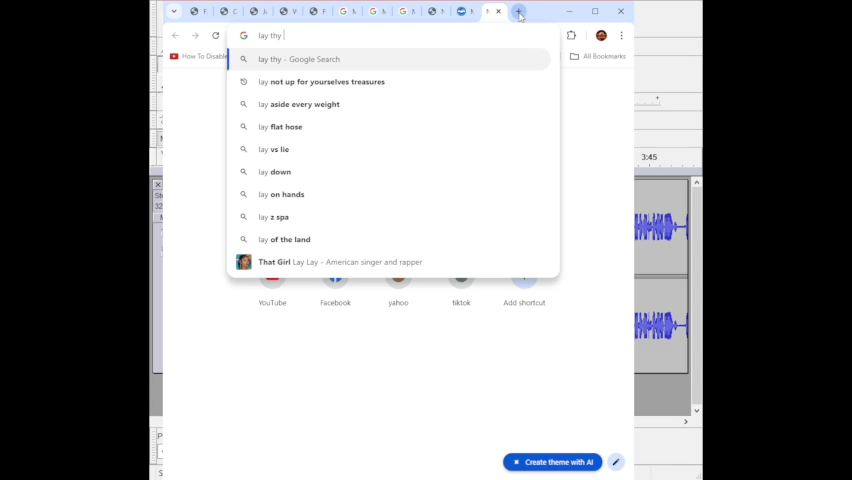 lay thy
How To Disable
All Bookmarks
lay thy - Google Search
lay not up for yourselves treasures
lay aside every weight
lay flat hose
lay vs lie
lay down
lay on hands
lay z spa
lay of the land
That Girl Lay Lay - American singer and rapper
3:45
YouTube
Facebook
yahoo
tiktok
Add shortcut
Create theme with AI